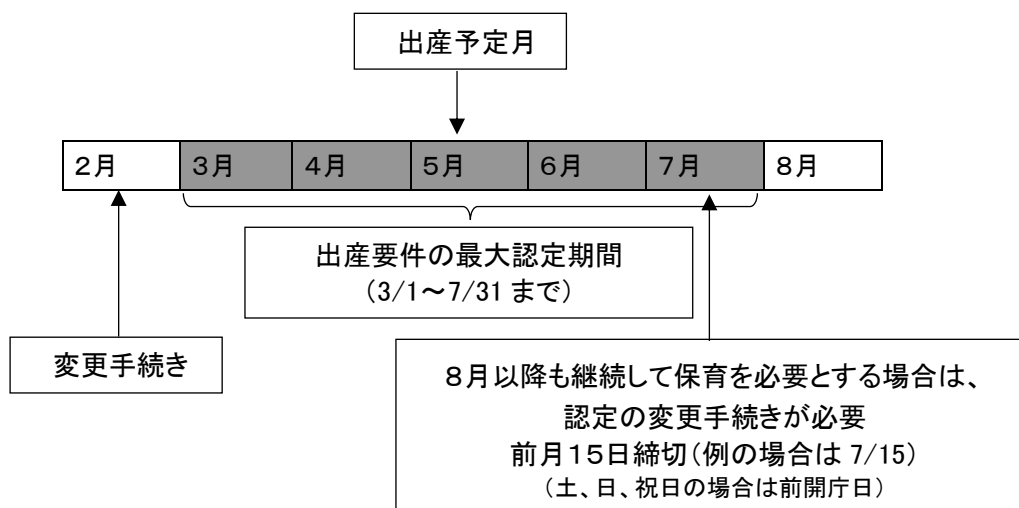 出産予定月
2月 3月 4月 5月 6月 7月 8月
出産要件の最大認定期間
(3/1～7/31 まで)
変更手続き
8月以降も継続して保育を必要とする場合は、
認定の変更手続きが必要
前月15日締切(例の場合は 7/15)
(土、日、祝日の場合は前開庁日)